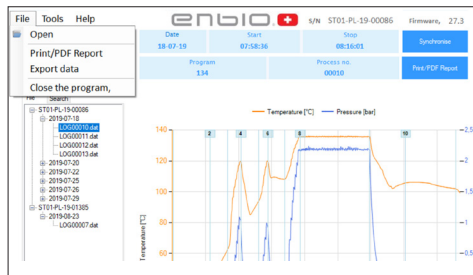 File Tools Help
enbio. S/N ST01-PL-19-00086 Firmware, 27.3
Open
Print/PDF Report
Export data
Close the program,
Date Start Stop
18-07-19 07:58:36 08:16:01
Synchronise
Program Process no.
134 00010
Print/PDF Report
File Search
ST01-PL-19-00086
2019-07-18
LOG00010.dat
LOG00011.dat
LOG00012.dat
LOG00013.dat
2019-07-20
2019-07-22
2019-07-25
2019-07-26
2019-07-29
ST01-PL-19-01385
2019-08-23
LOG00007.dat
Temperature [°C] Pressure [bar]
2 4 6 8 10
140
120
100
80
60
Temperature [°C]
2.5
2
1.5
1
0.5